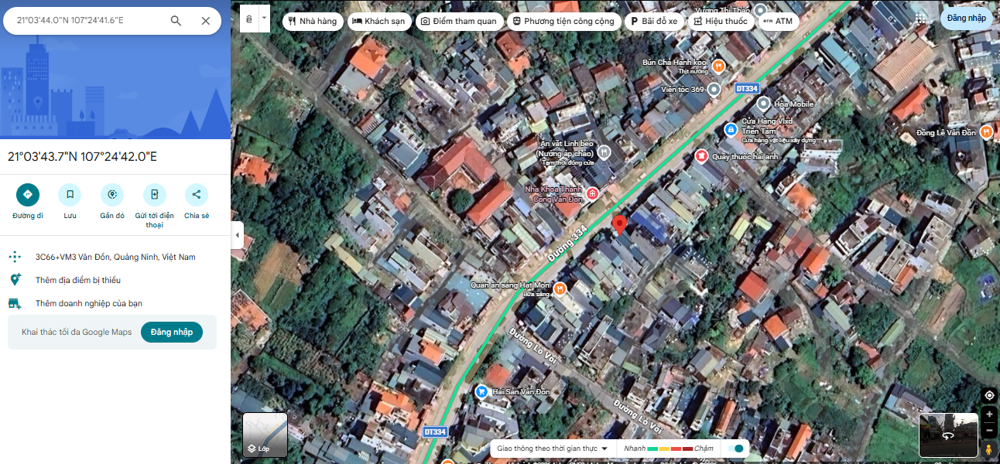 21°03'44.0"N 107°24'41.6"E
Nhà hàng
Khách sạn
Điểm tham quan
Phương tiện công cộng
Bãi đỗ xe
Hiệu thuốc
ATM
Đăng nhập
21°03'43.7"N 107°24'42.0"E
Đường đi
Lưu
Gần đó
Gửi tới điện
thoại
Chia sẻ
3C66+VM3 Vân Đồn, Quảng Ninh, Việt Nam
Thêm địa điểm bị thiếu
Thêm doanh nghiệp của bạn
Khai thác tối đa Google Maps
Đăng nhập
Vương Thị Thảo
Bún Chả Hạnh kool
Thịt nướng
Viện tóc 369
DT334
Hòa Mobile
Cửa Hàng Vlxd
Triển Tâm
Cửa hàng vật liệu xây dựng
Đồng Lê Vân Đồn
Ăn vặt Linh béo
(Nướng áp chảo)
Tạm thời đóng cửa
Quầy thuốc hải anh
Nha Khoa Thành
Công Vân Đồn
Đường 334
Quán ăn sáng Hạt Mon
Bữa sáng
Đường Lò Vôi
Hải Sản Vân Đồn
Đường Lò Vôi
DT334
Lớp
Giao thông theo thời gian thực
Nhanh
Chậm